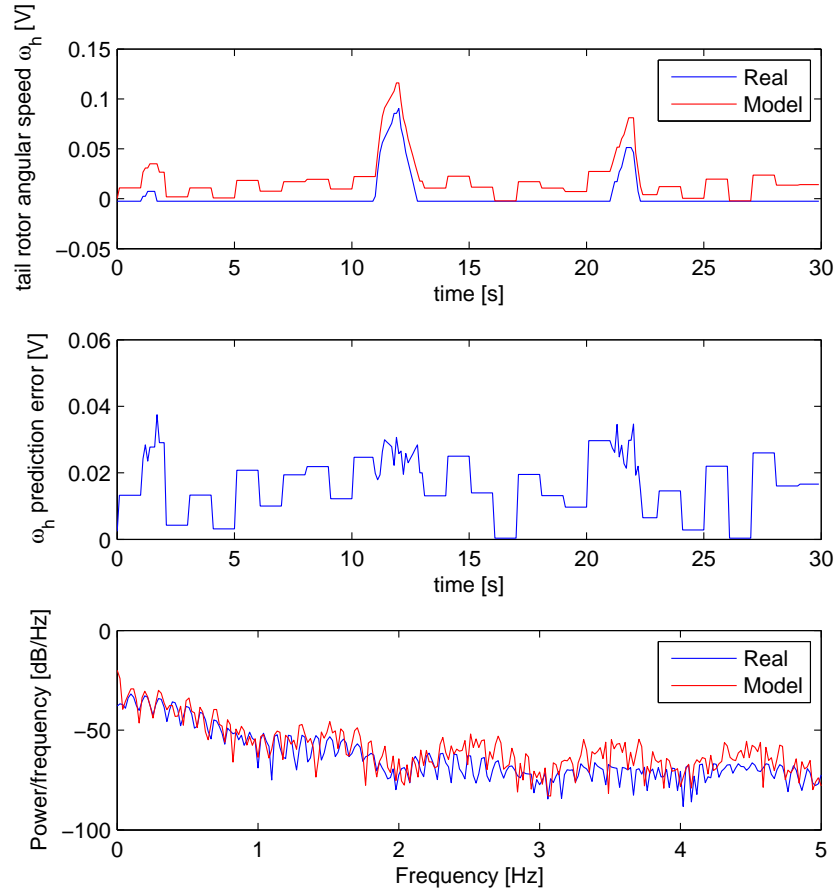 tail rotor angular speed ω_h [V]
0.15
0.1
0.05
0
−0.05
Real
Model
0 5 10 15 20 25 30
time [s]
ω_h prediction error [V]
0.06
0.04
0.02
0
0 5 10 15 20 25 30
time [s]
Power/frequency [dB/Hz]
0
−50
−100
Real
Model
0 1 2 3 4 5
Frequency [Hz]